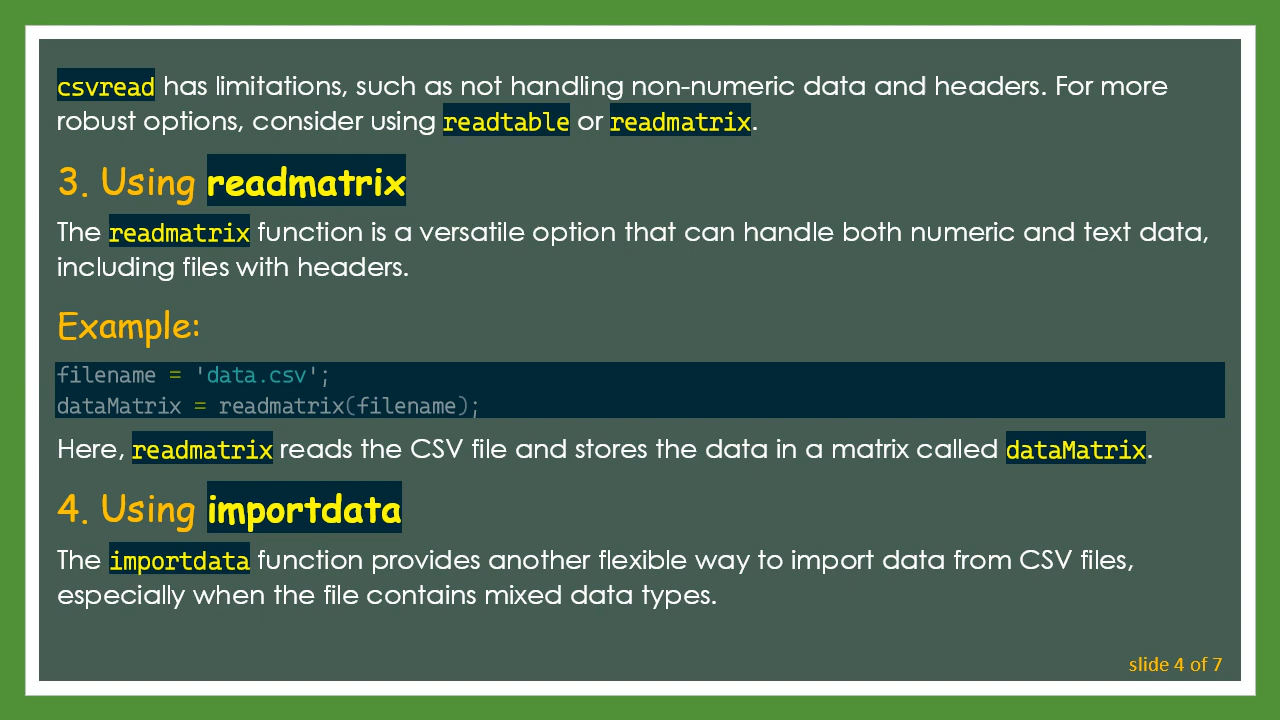 csvread has limitations, such as not handling non-numeric data and headers. For more
robust options, consider using readtable or readmatrix.
3. Using readmatrix
The readmatrix function is a versatile option that can handle both numeric and text data,
including files with headers.
Example:
filename = 'data.csv';
dataMatrix = readmatrix(filename);
Here, readmatrix reads the CSV file and stores the data in a matrix called dataMatrix.
4. Using importdata
The importdata function provides another flexible way to import data from CSV files,
especially when the file contains mixed data types.
slide 4 of 7